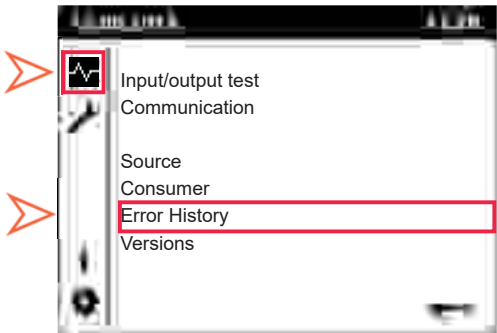 Input/output test
Communication
Source
Consumer
Error History
Versions